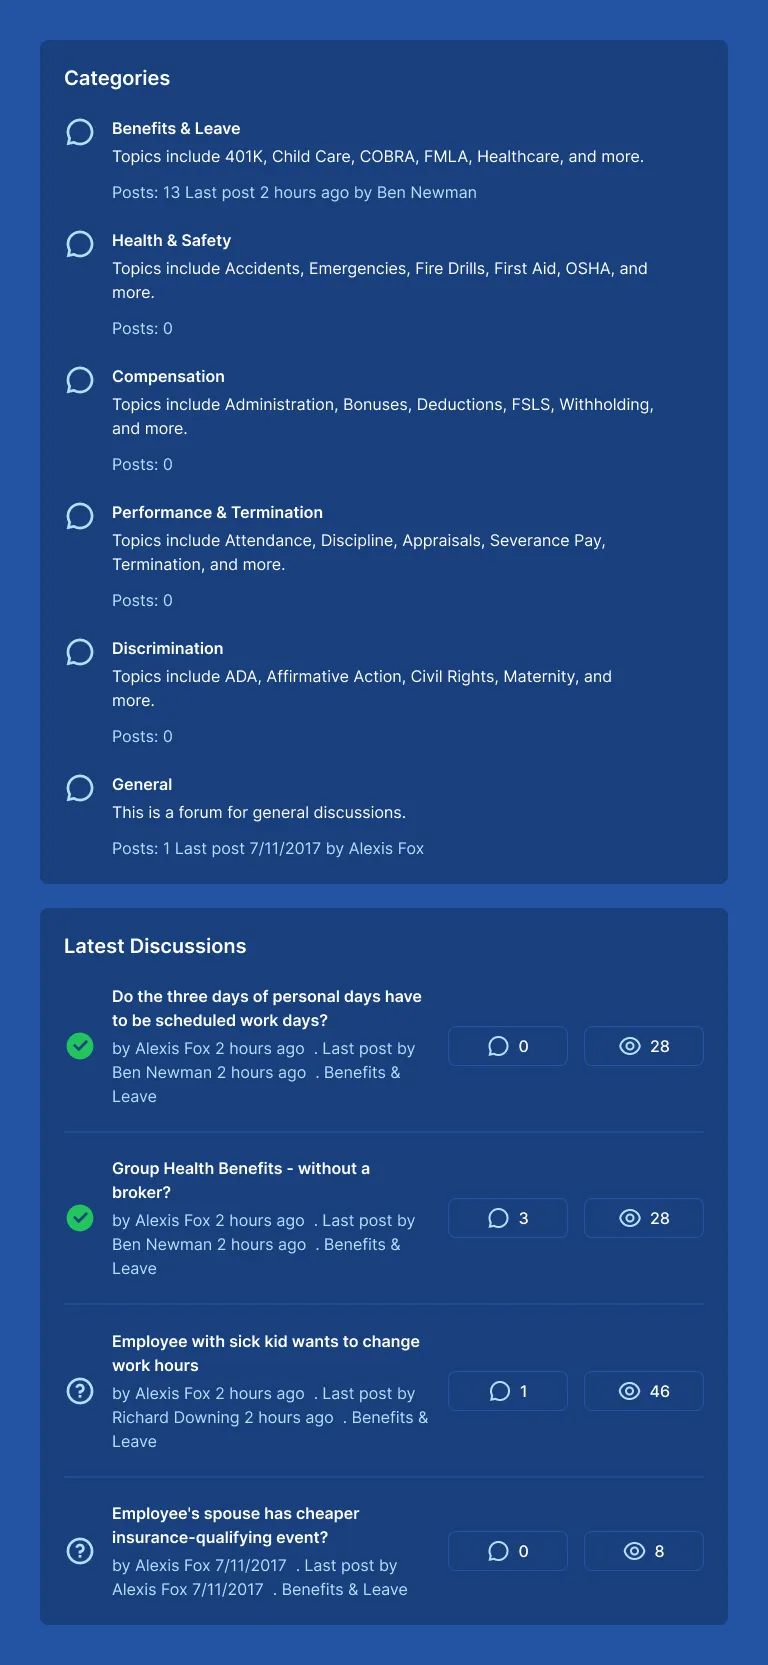 Categories
Benefits & Leave
Topics include 401K, Child Care, COBRA, FMLA, Healthcare, and more.
Posts: 13 Last post 2 hours ago by Ben Newman
Health & Safety
Topics include Accidents, Emergencies, Fire Drills, First Aid, OSHA, and
more.
Posts: 0
Compensation
Topics include Administration, Bonuses, Deductions, FSLS, Withholding,
and more.
Posts: 0
Performance & Termination
Topics include Attendance, Discipline, Appraisals, Severance Pay,
Termination, and more.
Posts: 0
Discrimination
Topics include ADA, Affirmative Action, Civil Rights, Maternity, and
more.
Posts: 0
General
This is a forum for general discussions.
Posts: 1 Last post 7/11/2017 by Alexis Fox
Latest Discussions
Do the three days of personal days have
to be scheduled work days?
by Alexis Fox 2 hours ago . Last post by
Ben Newman 2 hours ago . Benefits &
Leave
0 28
Group Health Benefits - without a
broker?
by Alexis Fox 2 hours ago . Last post by
Ben Newman 2 hours ago . Benefits &
Leave
3 28
Employee with sick kid wants to change
work hours
by Alexis Fox 2 hours ago . Last post by
Richard Downing 2 hours ago . Benefits &
Leave
1 46
Employee's spouse has cheaper
insurance-qualifying event?
by Alexis Fox 7/11/2017 . Last post by
Alexis Fox 7/11/2017 . Benefits & Leave
0 8